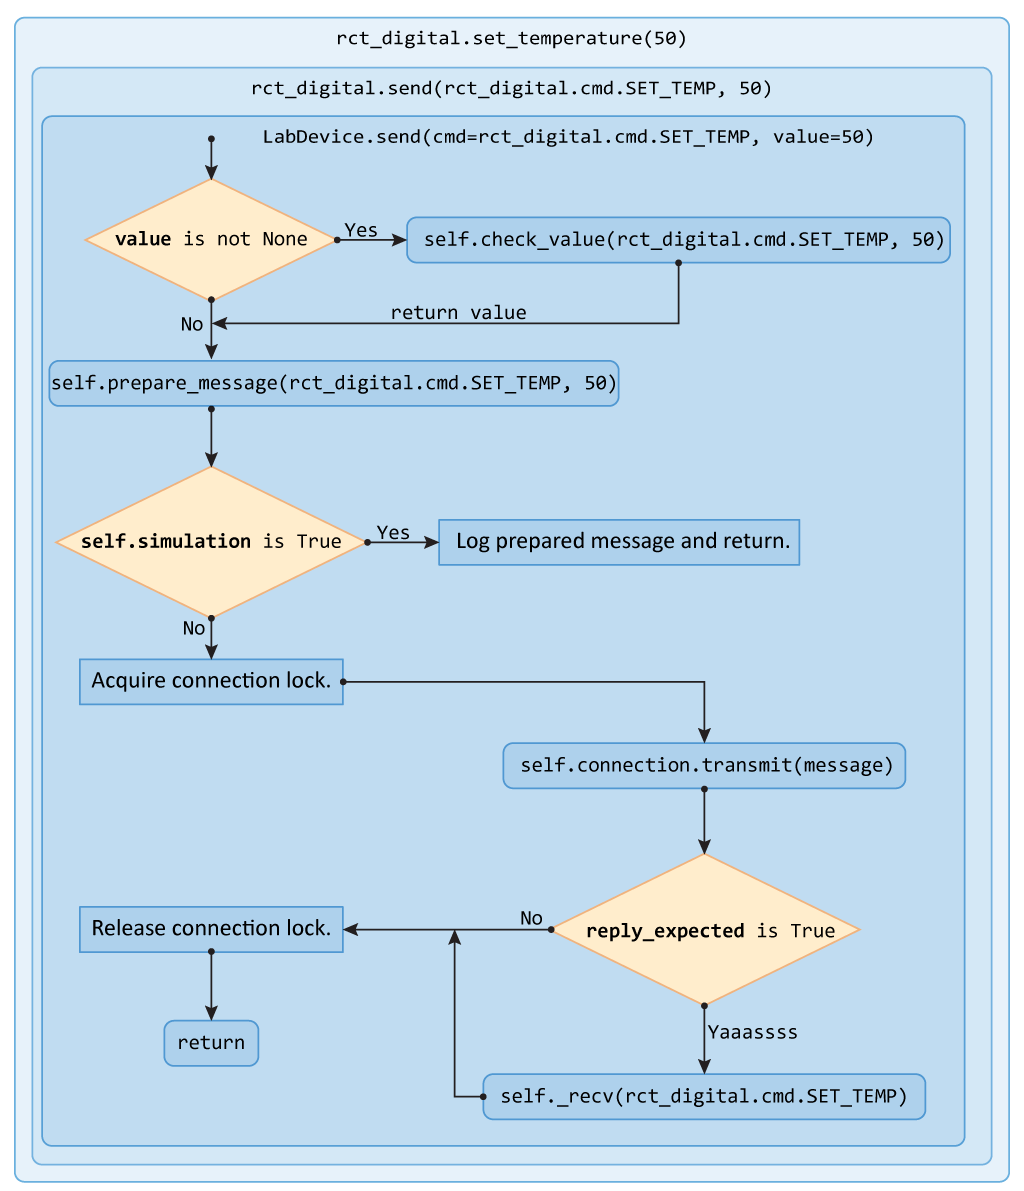 rct_digital.set_temperature(50)
rct_digital.send(rct_digital.cmd.SET_TEMP, 50)
LabDevice.send(cmd=rct_digital.cmd.SET_TEMP, value=50)
value is not None
Yes
self.check_value(rct_digital.cmd.SET_TEMP, 50)
return value
No
self.prepare_message(rct_digital.cmd.SET_TEMP, 50)
self.simulation is True
Yes
Log prepared message and return.
No
Acquire connection lock.
self.connection.transmit(message)
reply_expected is True
No
Release connection lock.
return
Yaaassss
self._recv(rct_digital.cmd.SET_TEMP)